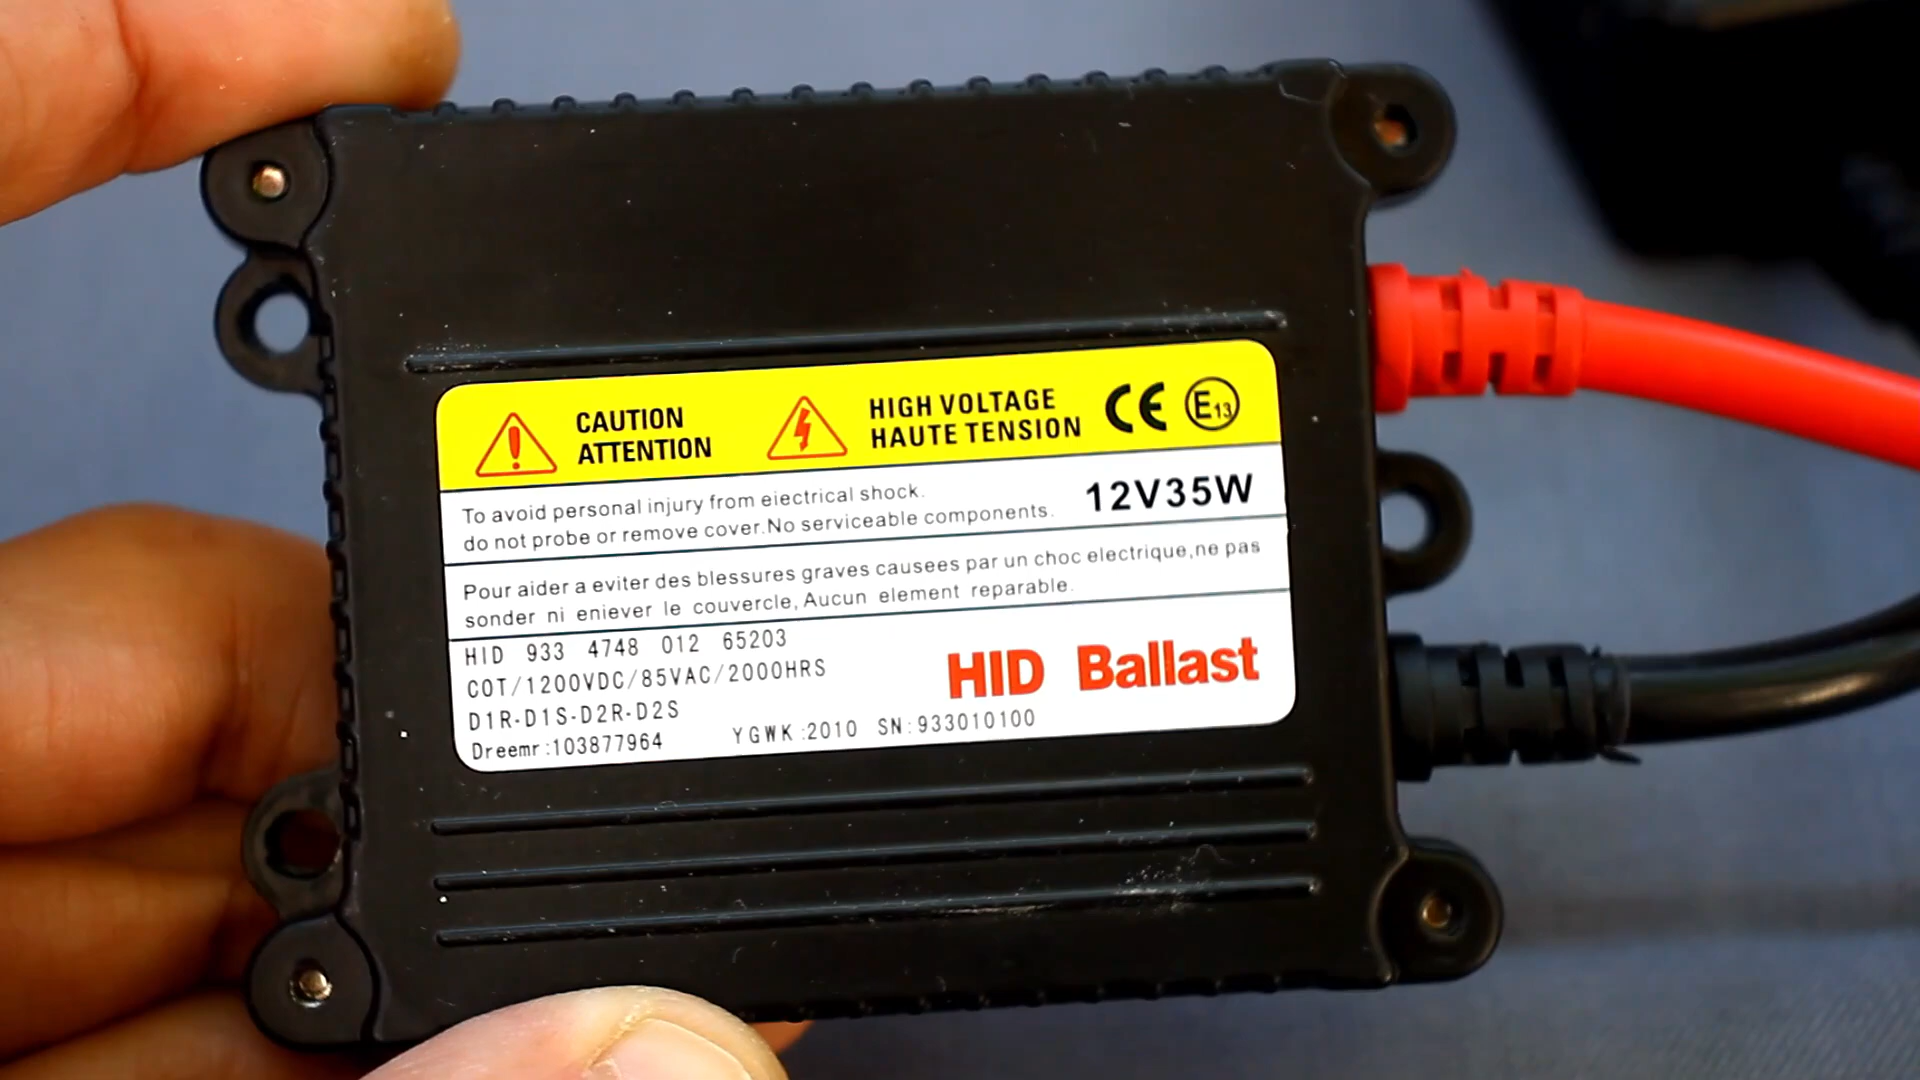 CAUTION
ATTENTION
HIGH VOLTAGE
HAUTE TENSION
CE E13
To avoid personal injury from eiectrical shock.
do not probe or remove cover.No serviceable components.
12V35W
Pour aider a eviter des blessures graves causees par un choc electrique,ne pas
sonder ni eniever le couvercle, Aucun element reparable.
HID 933 4748 012 65203
COT/1200VDC/85VAC/2000HRS
D1R-D1S-D2R-D2S
Dreemr:103877964 YGWK:2010 SN:933010100
HID Ballast